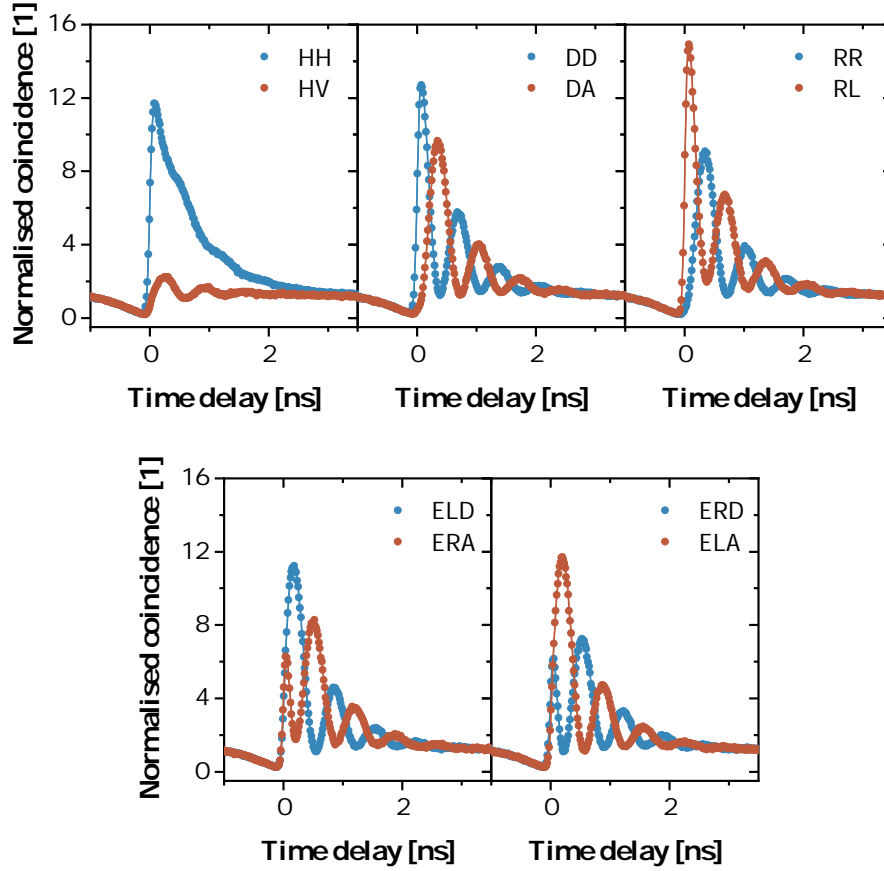 Normalised coincidence [1]
16
12
8
4
0
HH
HV
DD
DA
RR
RL
0 2 0 2 0 2
Time delay [ns] Time delay [ns] Time delay [ns]
Normalised coincidence [1]
16
12
8
4
0
ELD
ERA
ERD
ELA
0 2 0 2
Time delay [ns] Time delay [ns]